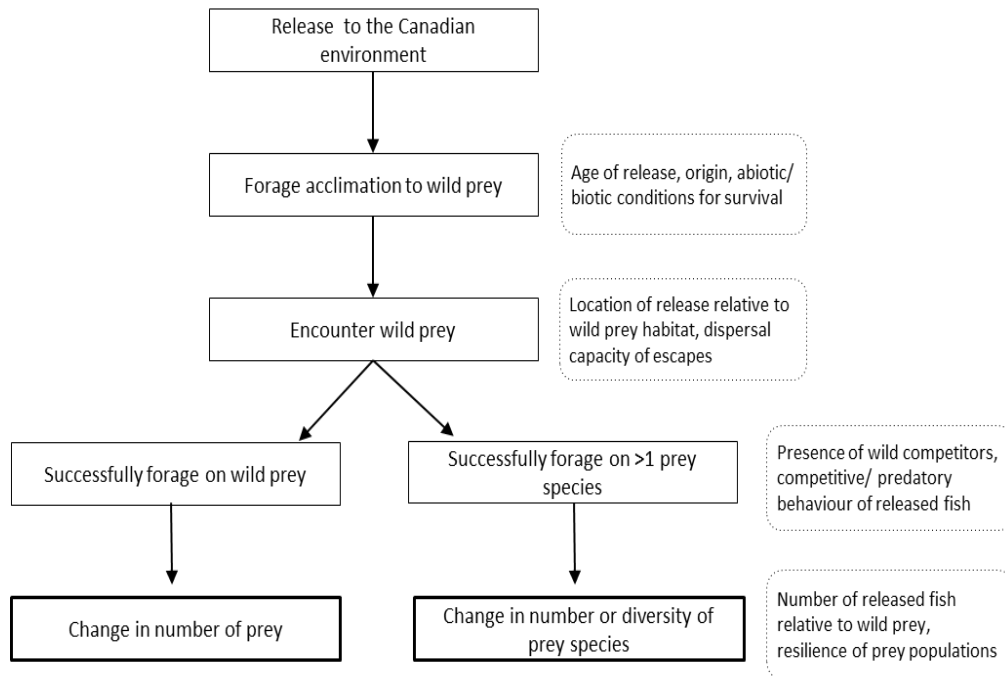 Release to the Canadian
environment
Forage acclimation to wild prey
Age of release, origin, abiotic/
biotic conditions for survival
Encounter wild prey
Location of release relative to
wild prey habitat, dispersal
capacity of escapes
Successfully forage on wild prey
Successfully forage on >1 prey
species
Presence of wild competitors,
competitive/ predatory
behaviour of released fish
Change in number of prey
Change in number or diversity of
prey species
Number of released fish
relative to wild prey,
resilience of prey populations